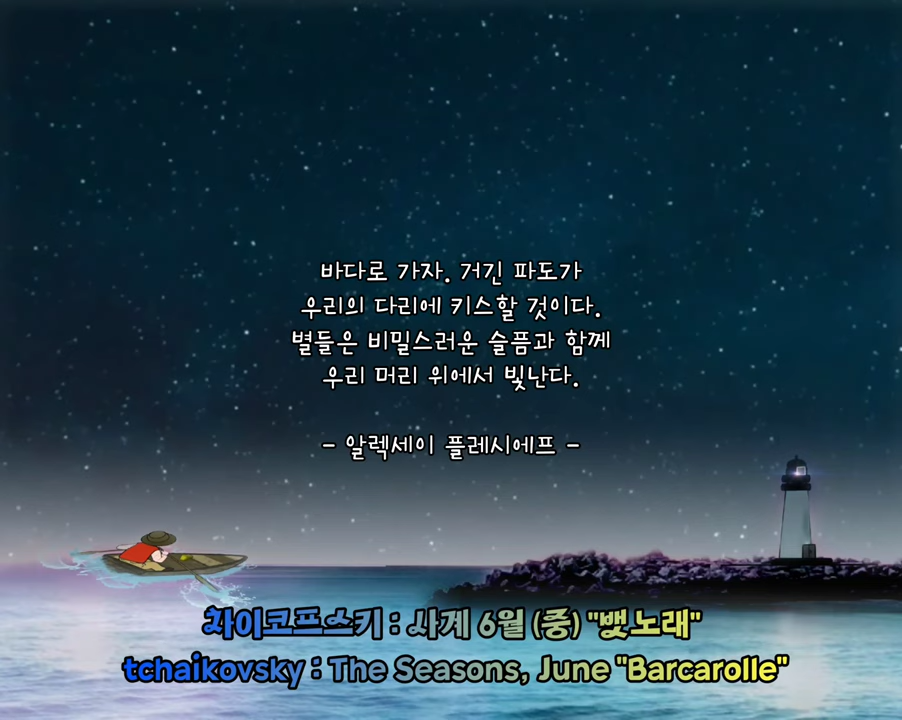 바다로 가자. 거긴 파도가
우리의 다리에 키스할 것이다.
별들은 비밀스러운 슬픔과 함께
우리 머리 위에서 빛난다.
- 알렉세이 플레시에프 -
차이코프스키 : 사계 6월 (중) "뱃노래"
tchaikovsky : The Seasons, June "Barcarolle"